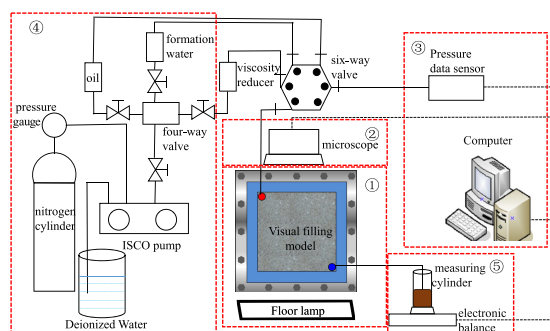 ④
formation
water
oil
viscosity
reducer
six-way
valve
③
Pressure
data sensor
pressure
gauge
four-way
valve
②
microscope
Computer
①
nitrogen
cylinder
ISCO pump
Visual filling
model
measuring
cylinder
⑤
Floor lamp
electronic
balance
Deionized Water